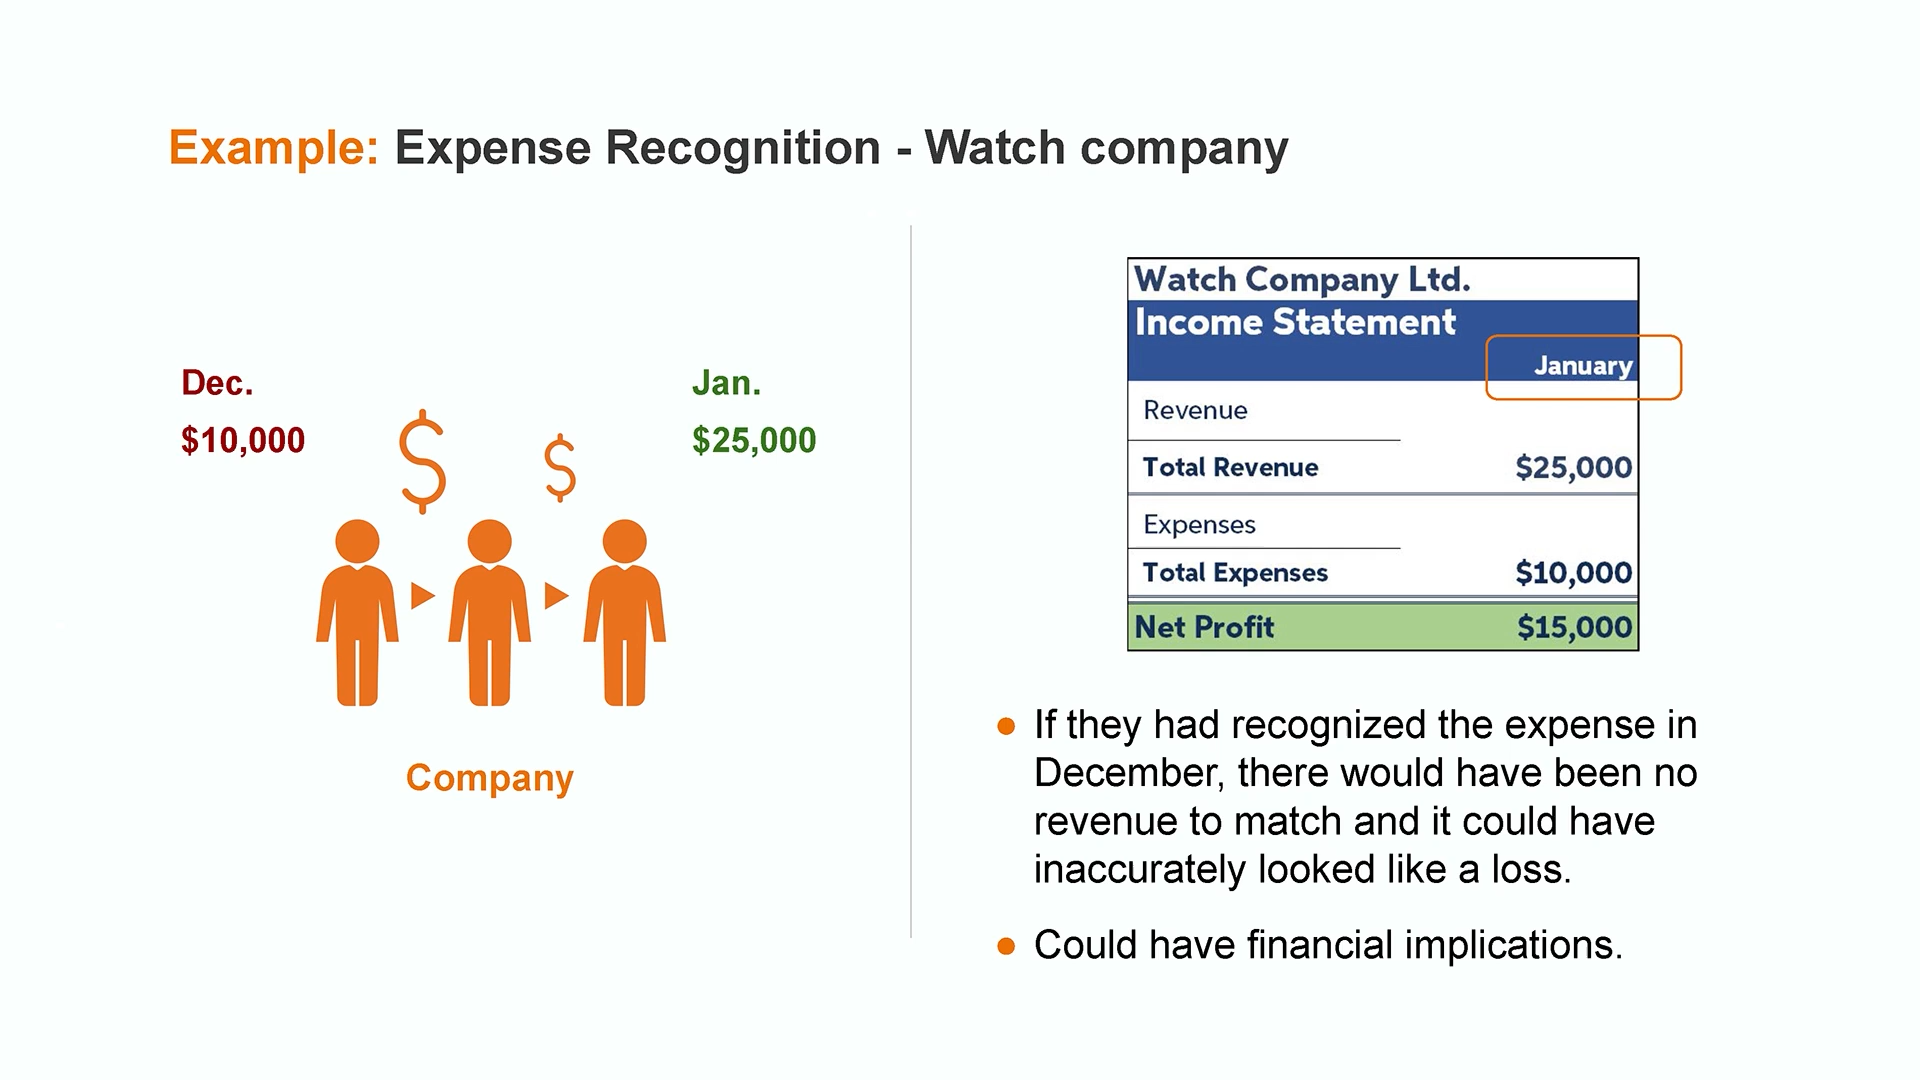 Example: Expense Recognition - Watch company
Dec.
$10,000
Jan.
$25,000
$
$
Company
Watch Company Ltd.
Income Statement
January
Revenue
Total Revenue $25,000
Expenses
Total Expenses $10,000
Net Profit $15,000
● If they had recognized the expense in
December, there would have been no
revenue to match and it could have
inaccurately looked like a loss.
● Could have financial implications.